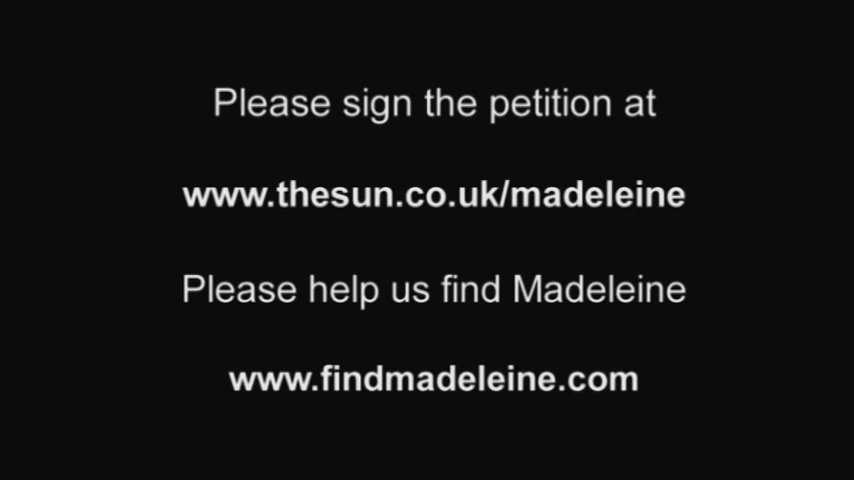 Please sign the petition at
www.thesun.co.uk/madeleine
Please help us find Madeleine
www.findmadeleine.com